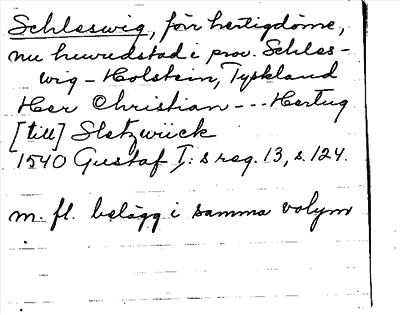 Schleswig, förr hertigdöme,
nu huvudstad i prov. Schles-
wig-Holstein, Tyskland
Her Christian --- Hertug
[till] Sletzwiick
1540 Gustaf I:s reg. 13, s. 124.
m. fl. belägg i samma volym